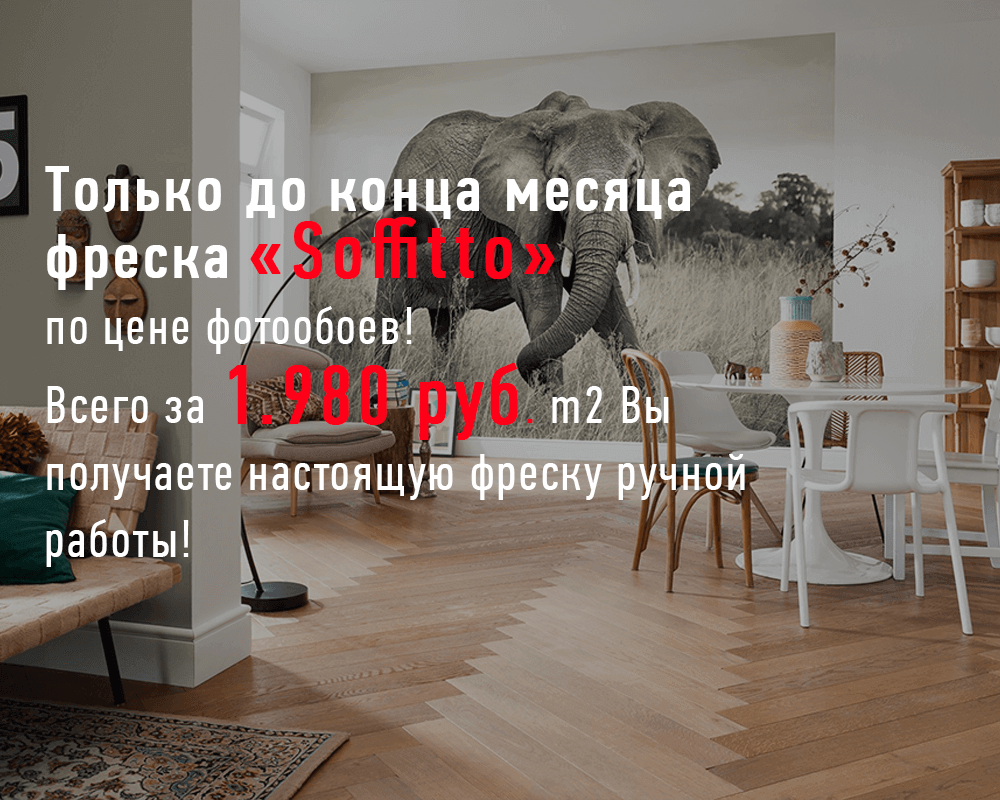 Только до конца месяца
фреска «Soffitto»
по цене фотообоев!
Всего за 1.980 руб. m2 Вы
получаете настоящую фреску ручной
работы!